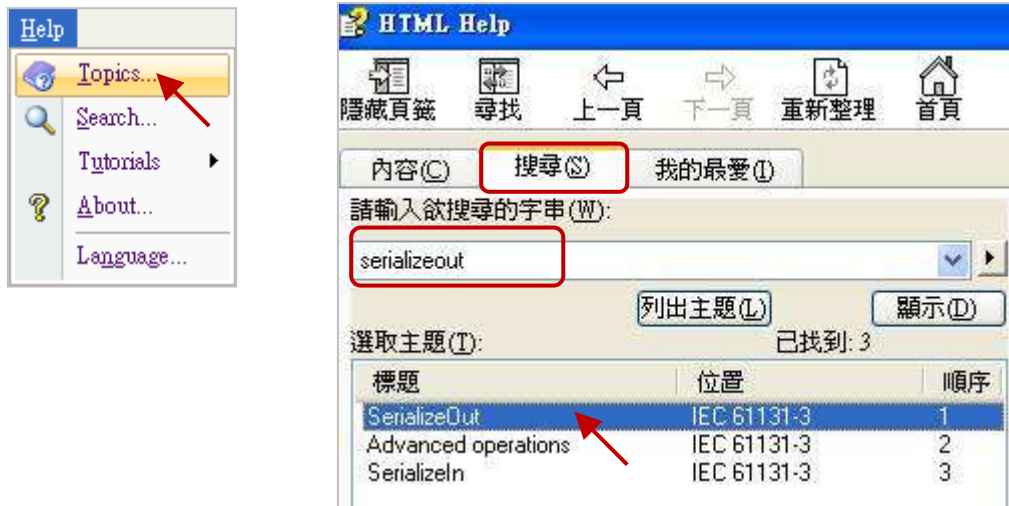 Help
Topics...
Search...
Tutorials
About...
Language...
HTML Help
隱藏頁籤 尋找 上一頁 下一頁 重新整理 首頁
內容(C) 搜尋(S) 我的最愛(I)
請輸入欲搜尋的字串(W):
serializeout
列出主題(L) 顯示(D)
選取主題(T): 已找到: 3
標題 位置 順序
SerializeOut IEC 61131-3 1
Advanced operations IEC 61131-3 2
SerializeIn IEC 61131-3 3